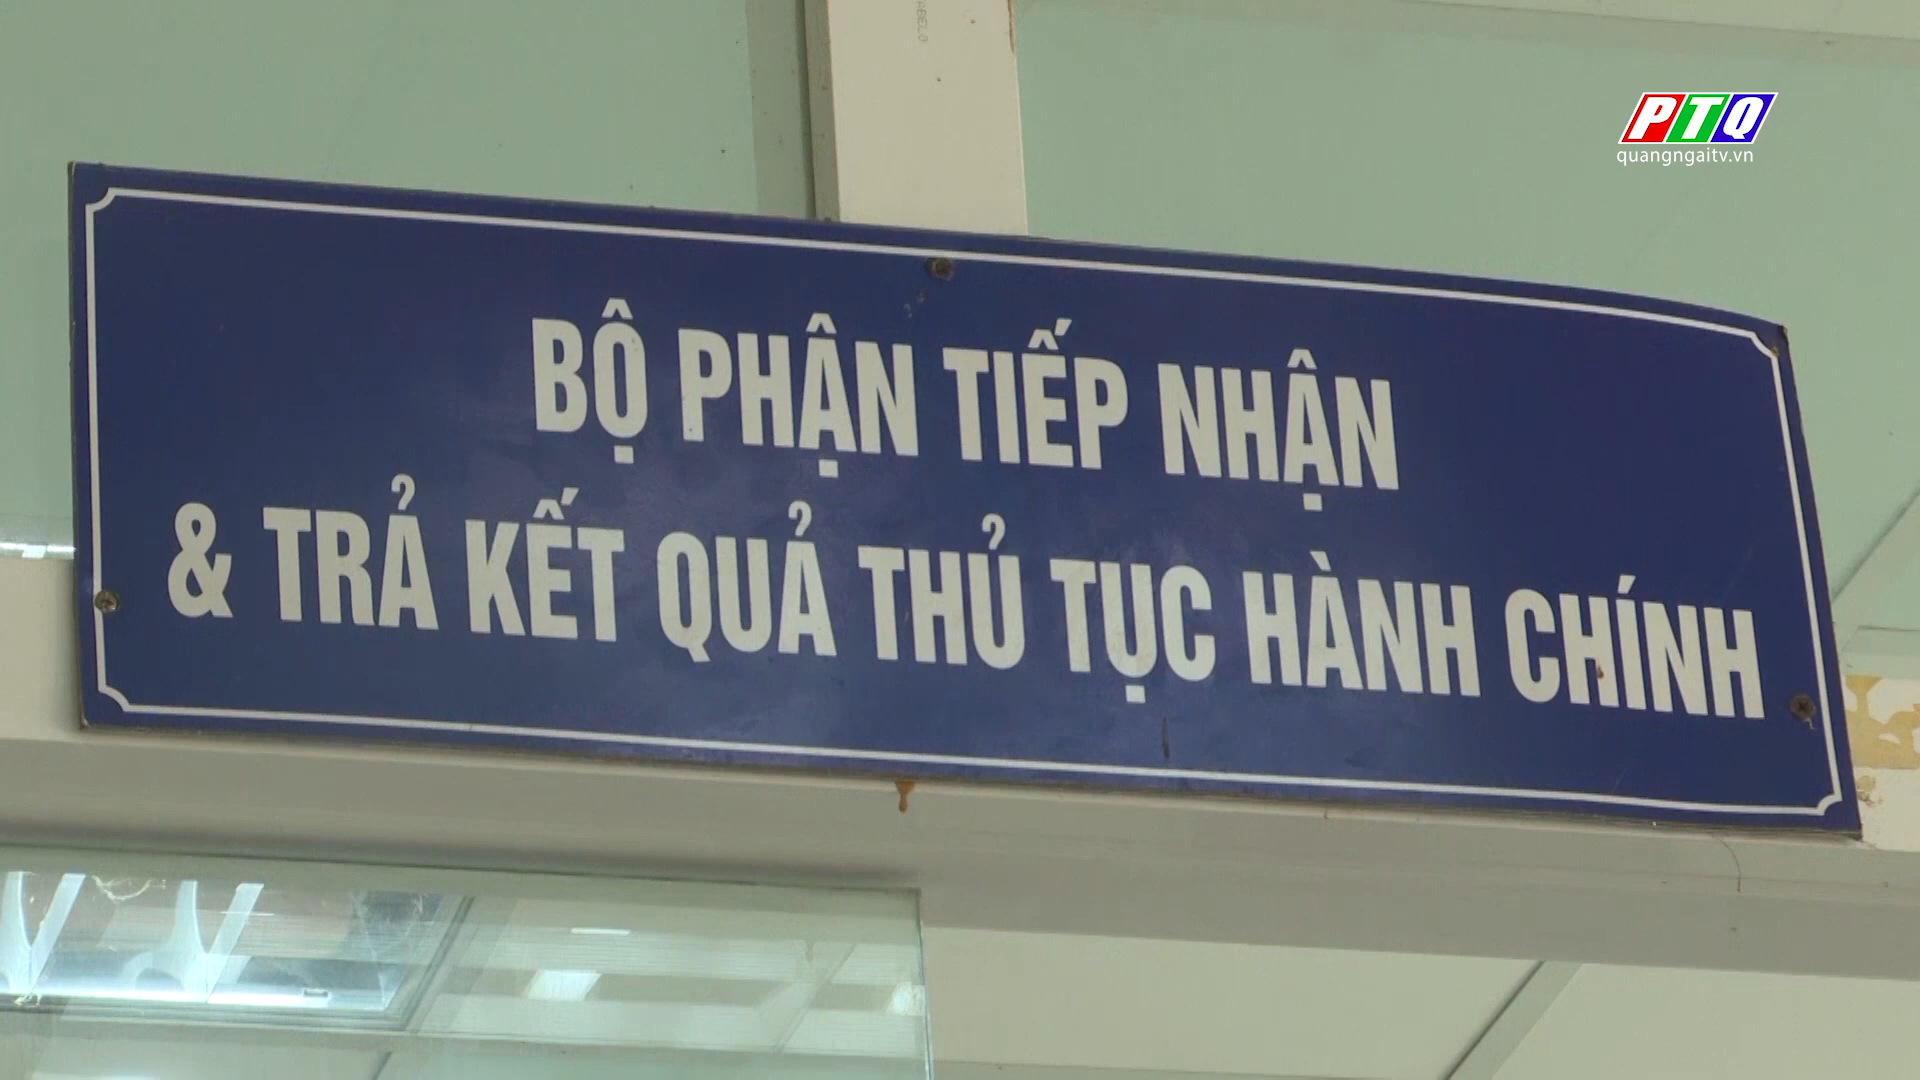 PTQ
quangngaitv.vn
BỘ PHẬN TIẾP NHẬN
& TRẢ KẾT QUẢ THỦ TỤC HÀNH CHÍNH